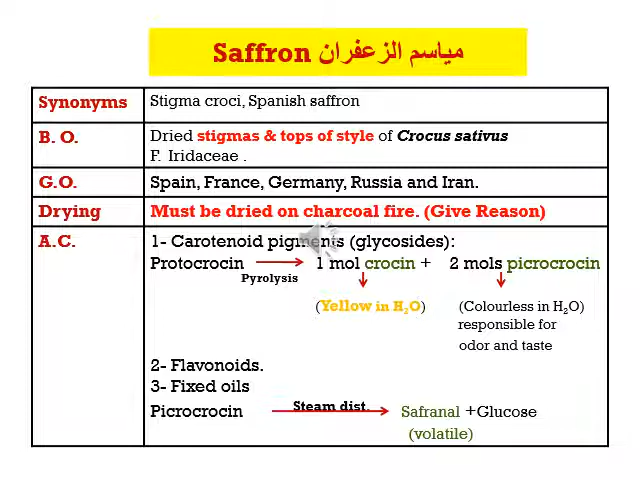 Saffron مياسم الزعفران
Synonyms Stigma croci, Spanish saffron
B. O. Dried stigmas & tops of style of Crocus sativus
F. Iridaceae .
G.O. Spain, France, Germany, Russia and Iran.
Drying Must be dried on charcoal fire. (Give Reason)
A.C. 1- Carotenoid pigments (glycosides):
Protocrocin 1 mol crocin + 2 mols picrocrocin
Pyrolysis
(Yellow in H₂O) (Colourless in H₂O)
responsible for
odor and taste
2- Flavonoids.
3- Fixed oils
Picrocrocin Steam dist. Safranal +Glucose
(volatile)